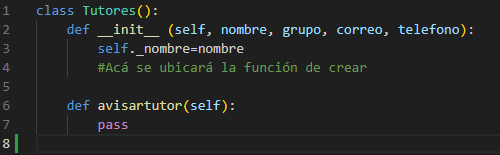 1 class Tutores():
2 def __init__ (self, nombre, grupo, correo, telefono):
3 self._nombre=nombre
4 #Acá se ubicará la función de crear
5
6 def avisartutor(self):
7 pass
8